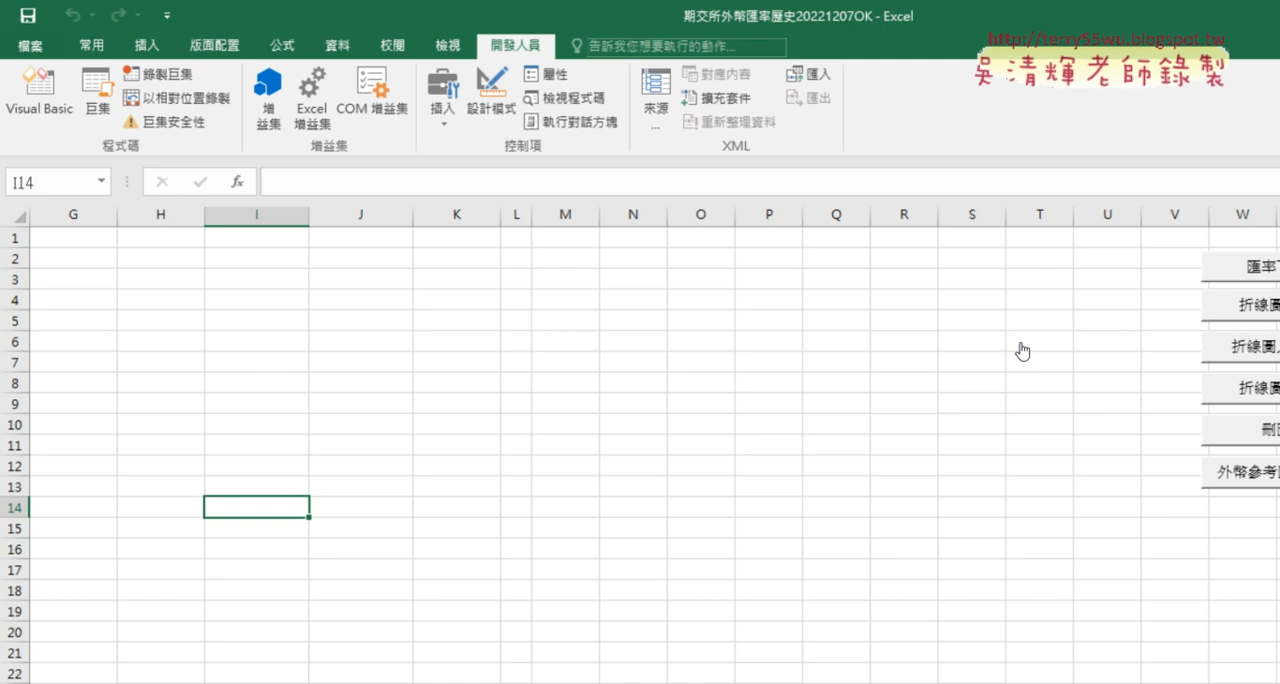 期交所外幣匯率歷史20221207OK - Excel
http://terry55wu.blogspot.tw
吳清輝老師錄製
檔案 常用 插入 版面配置 公式 資料 校閱 檢視 開發人員 告訴我您想要執行的動作...
Visual Basic
巨集
錄製巨集
以相對位置錄製
巨集安全性
程式碼
增益集
Excel 增益集
COM 增益集
增益集
插入
設計模式
屬性
檢視程式碼
執行對話方塊
控制項
來源...
對應內容
擴充套件
重新整理資料
匯入
匯出
XML
I14
fx
G H I J K L M N O P Q R S T U V W
1
2
匯率
3
4
折線圖
5
6
折線圖
7
8
折線圖
9
10
刪
11
12
外幣參考
13
14
15
16
17
18
19
20
21
22